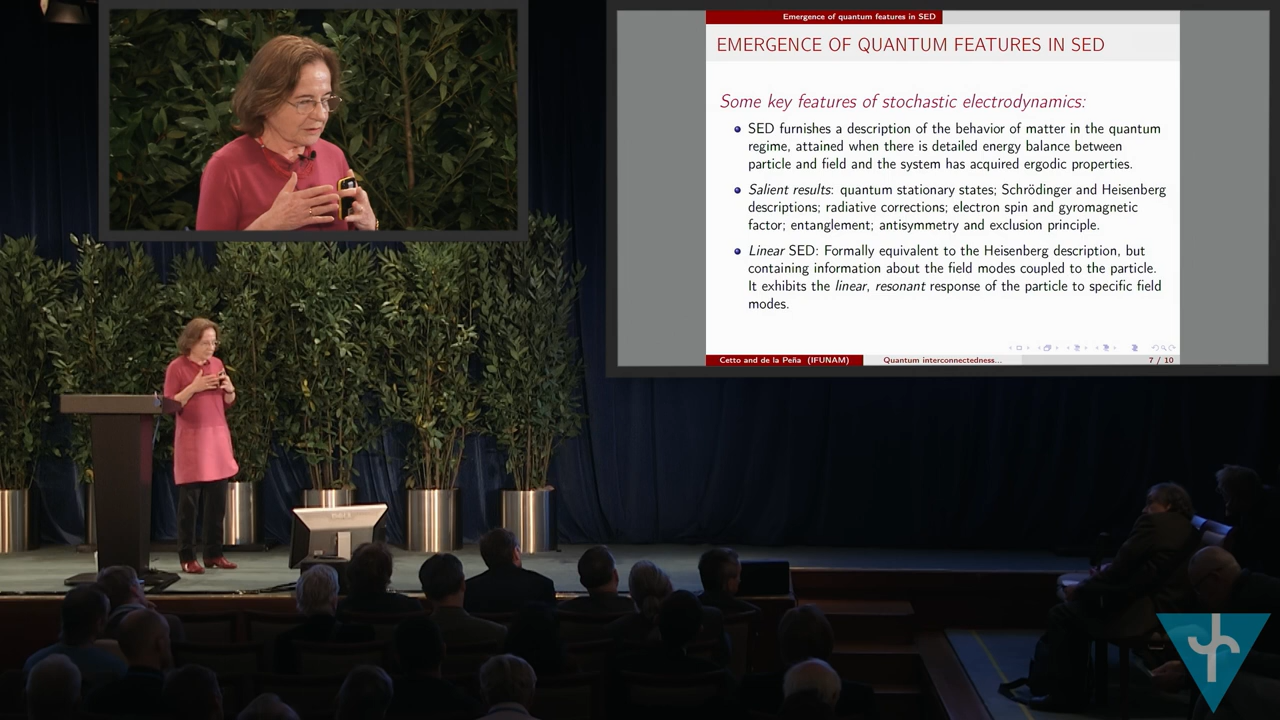 Emergence of quantum features in SED
EMERGENCE OF QUANTUM FEATURES IN SED
Some key features of stochastic electrodynamics:
SED furnishes a description of the behavior of matter in the quantum
regime, attained when there is detailed energy balance between
particle and field and the system has acquired ergodic properties.
Salient results: quantum stationary states; Schrödinger and Heisenberg
descriptions; radiative corrections; electron spin and gyromagnetic
factor; entanglement; antisymmetry and exclusion principle.
Linear SED: Formally equivalent to the Heisenberg description, but
containing information about the field modes coupled to the particle.
It exhibits the linear, resonant response of the particle to specific field
modes.
Cetto and de la Peña (IFUNAM)
Quantum interconnectedness...
7 / 10